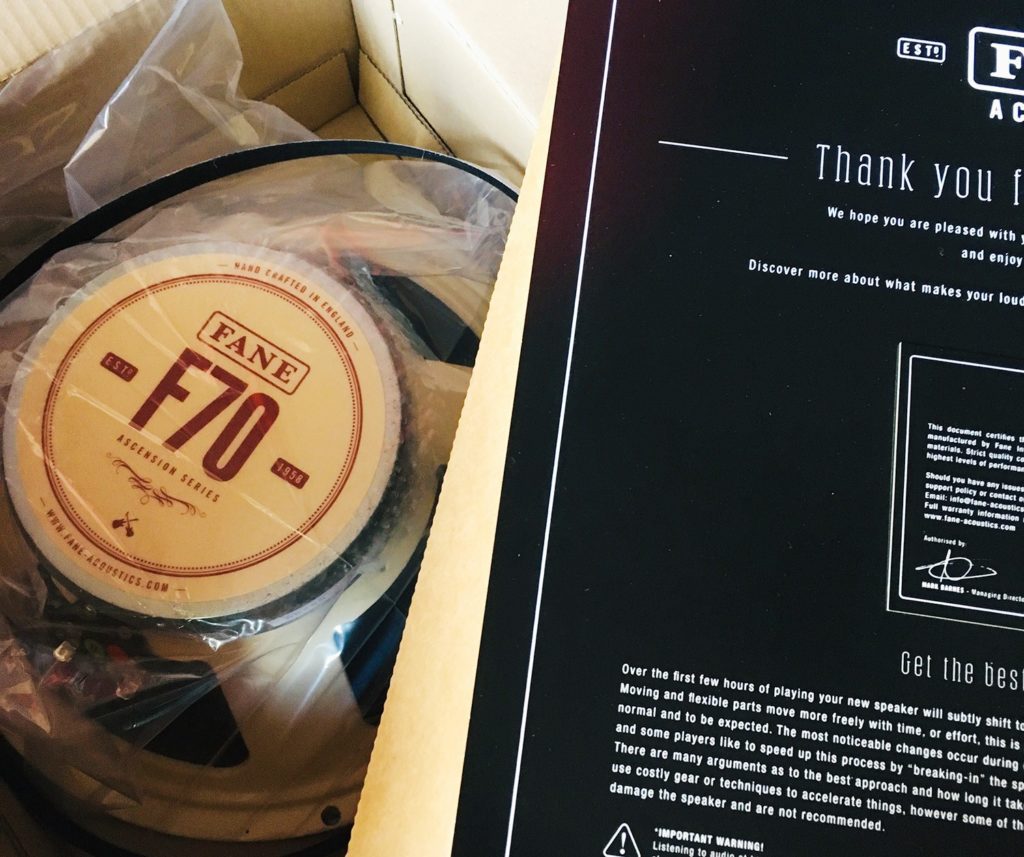 HAND CRAFTED IN ENGLAND
FANE
ESTD
F70
1958
ASCENSION SERIES
WWW.FANE-ACOUSTICS.COM
ESTD
F
AC
Thank you f
We hope you are pleased with y
and enjoy
Discover more about what makes your loud
This document certifies th
manufactured by Fane In
materials. Strict quality co
highest levels of performa
Should you have any issues
support policy or contact o
Email: info@fane-acoustics
Full warranty information
www.fane-acoustics.com
Authorised by:
MARK BARNES - Managing Directo
Get the best
Over the first few hours of playing your new speaker will subtly shift to
Moving and flexible parts move more freely with time, or effort, this is
normal and to be expected. The most noticeable changes occur during
and some players like to speed up this process by “breaking-in” the sp
There are many arguments as to the best approach and how long it tak
use costly gear or techniques to accelerate things, however some of th
damage the speaker and are not recommended.
*IMPORTANT WARNING!
Listening to audio at